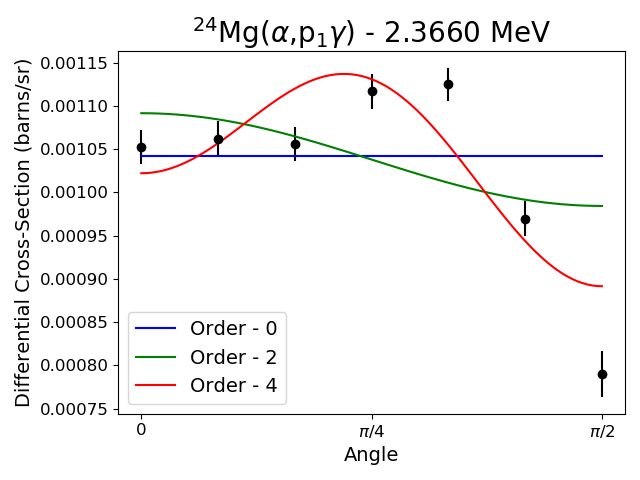 ²⁴Mg(α,p₁γ) - 2.3660 MeV
Differential Cross-Section (barns/sr)
0.00115
0.00110
0.00105
0.00100
0.00095
0.00090
0.00085
0.00080
0.00075
Order - 0
Order - 2
Order - 4
0
π/4
π/2
Angle